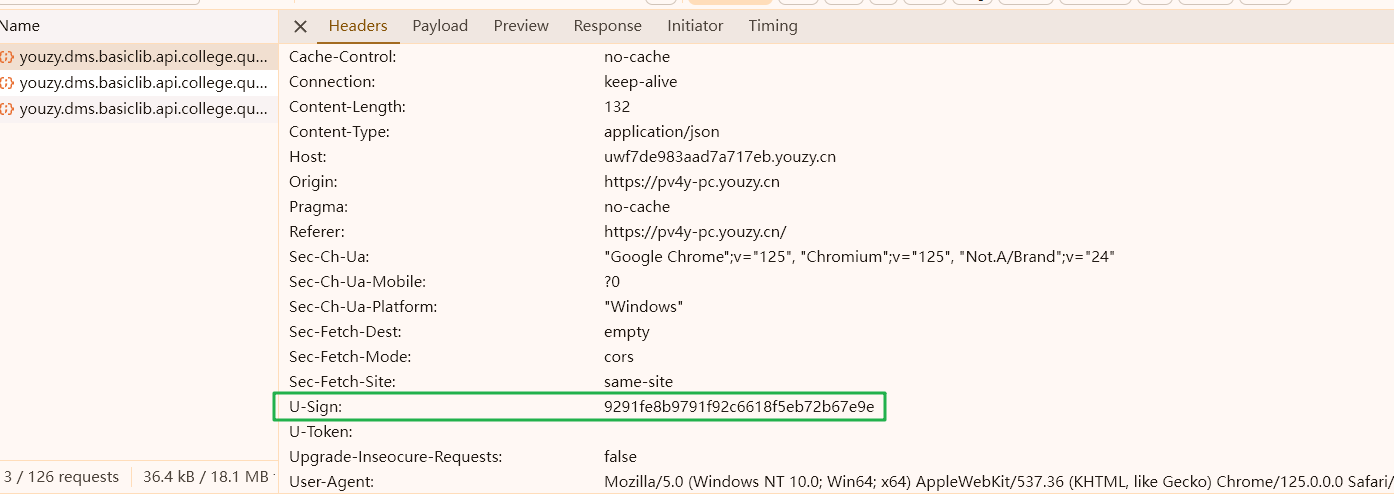 Name
Headers Payload Preview Response Initiator Timing
youzy.dms.basiclib.api.college.qu...
youzy.dms.basiclib.api.college.qu...
youzy.dms.basiclib.api.college.qu...
Cache-Control: no-cache
Connection: keep-alive
Content-Length: 132
Content-Type: application/json
Host: uwf7de983aad7a717eb.youzy.cn
Origin: https://pv4y-pc.youzy.cn
Pragma: no-cache
Referer: https://pv4y-pc.youzy.cn/
Sec-Ch-Ua: "Google Chrome";v="125", "Chromium";v="125", "Not.A/Brand";v="24"
Sec-Ch-Ua-Mobile: ?0
Sec-Ch-Ua-Platform: "Windows"
Sec-Fetch-Dest: empty
Sec-Fetch-Mode: cors
Sec-Fetch-Site: same-site
U-Sign: 9291fe8b9791f92c6618f5eb72b67e9e
U-Token:
Upgrade-Inseocure-Requests: false
User-Agent: Mozilla/5.0 (Windows NT 10.0; Win64; x64) AppleWebKit/537.36 (KHTML, like Gecko) Chrome/125.0.0.0 Safari/
3 / 126 requests 36.4 kB / 18.1 MB